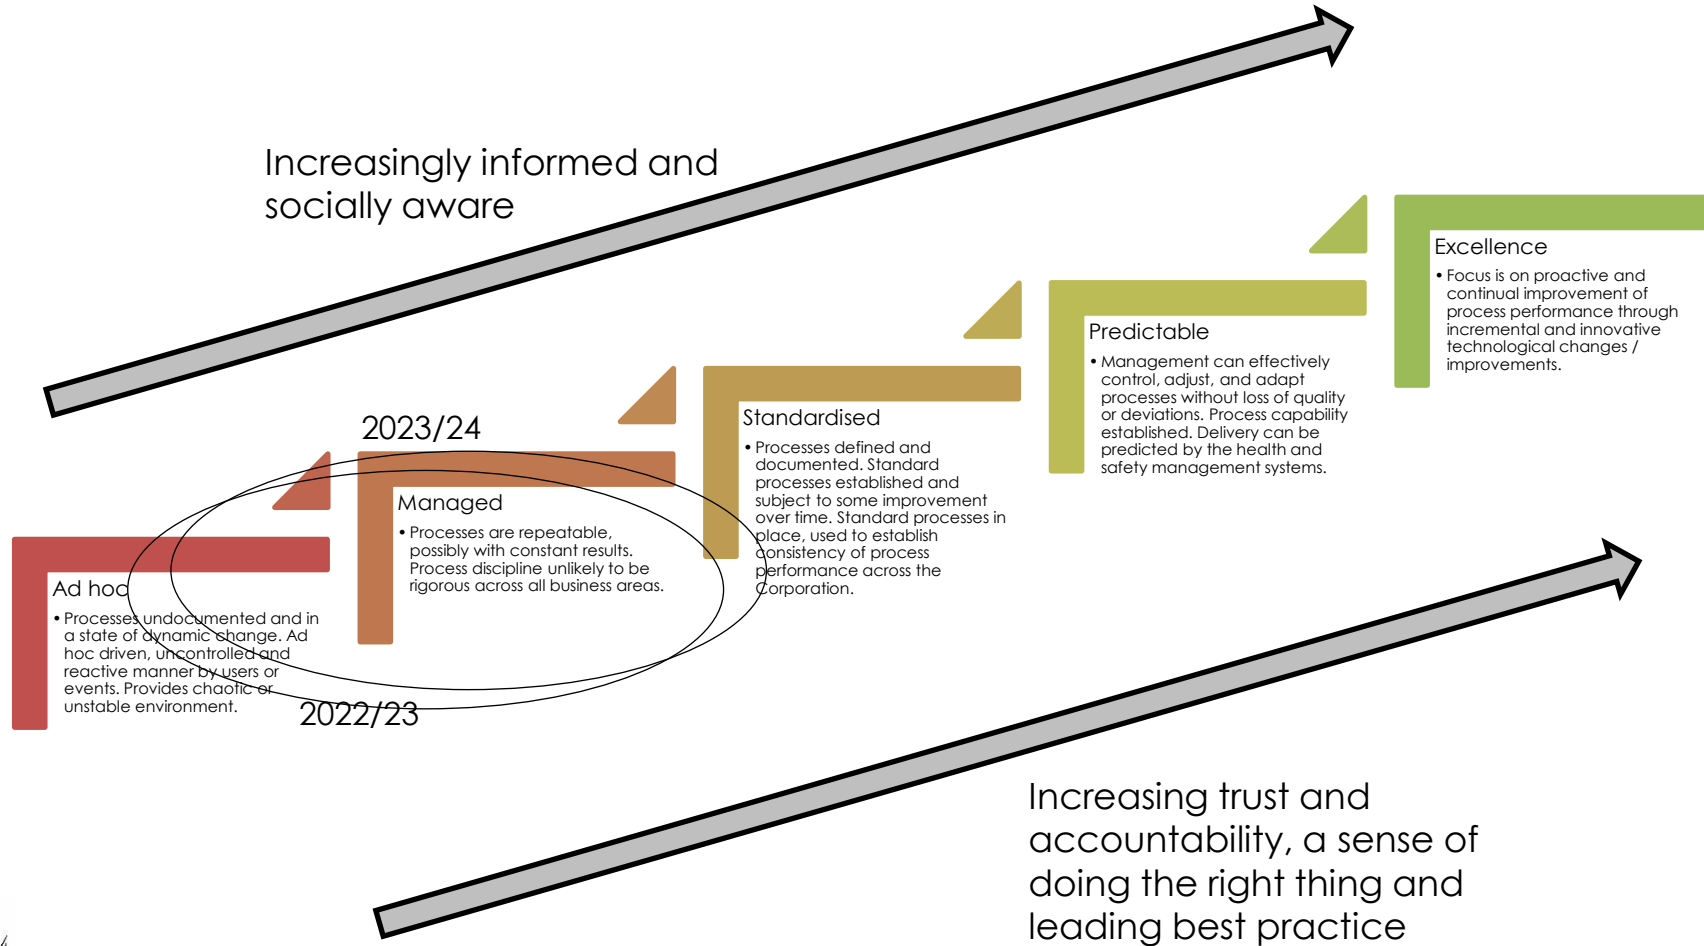 Increasingly informed and
socially aware
Excellence
• Focus is on proactive and
continual improvement of
process performance through
incremental and innovative
technological changes /
improvements.
Predictable
• Management can effectively
control, adjust, and adapt
processes without loss of quality
or deviations. Process capability
established. Delivery can be
predicted by the health and
safety management systems.
Standardised
• Processes defined and
documented. Standard
processes established and
subject to some improvement
over time. Standard processes in
place, used to establish
consistency of process
performance across the
Corporation.
2023/24
Managed
• Processes are repeatable,
possibly with constant results.
Process discipline unlikely to be
rigorous across all business areas.
Ad hoc
• Processes undocumented and in
a state of dynamic change. Ad
hoc driven, uncontrolled and
reactive manner by users or
events. Provides chaotic or
unstable environment.
2022/23
Increasing trust and
accountability, a sense of
doing the right thing and
leading best practice